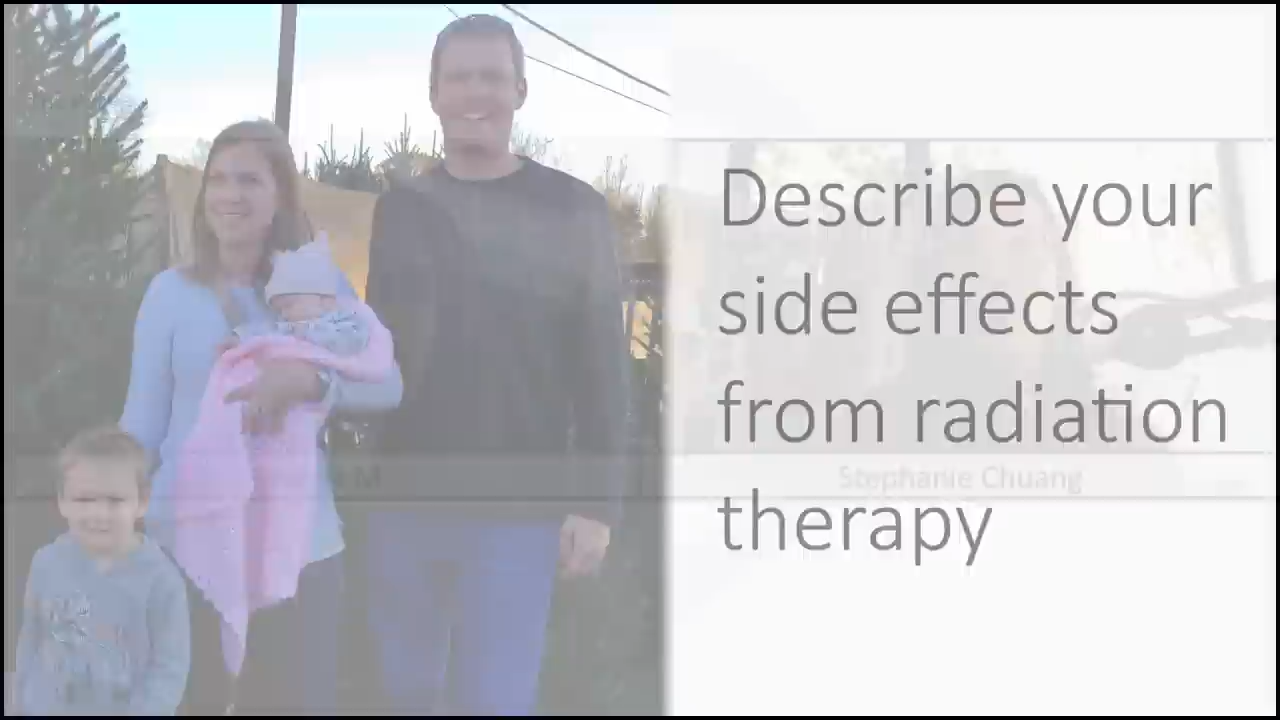 Describe your
side effects
from radiation
Stephanie Chuang
therapy